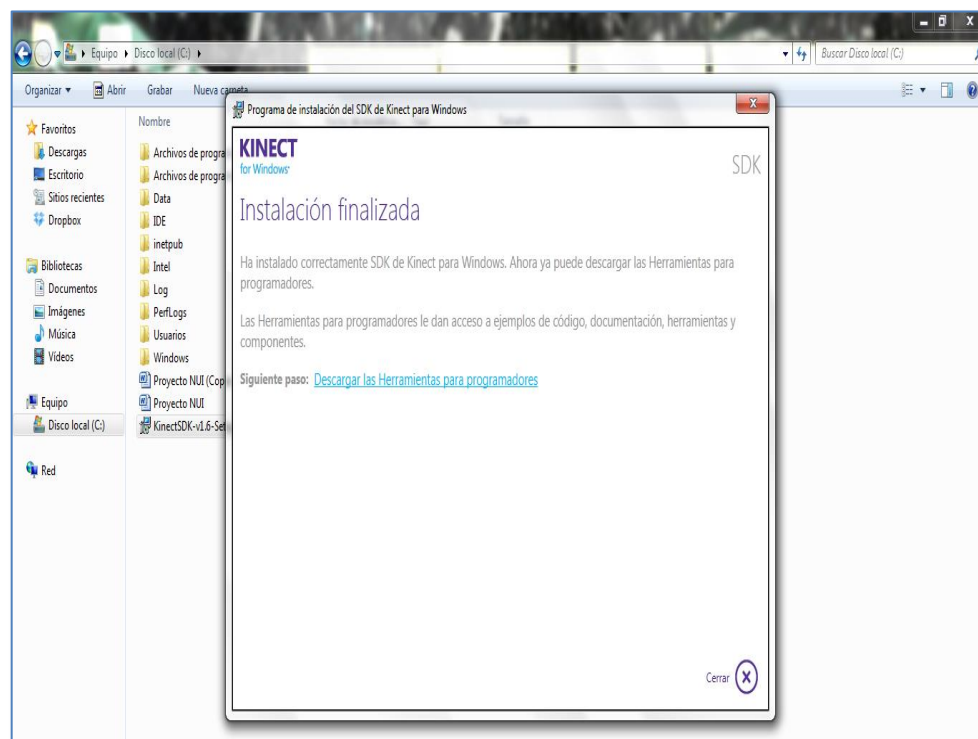 Equipo ▸ Disco local (C:) ▸
Buscar Disco local (C:)
Organizar
Abrir
Grabar
Nueva carpeta
Favoritos
Descargas
Escritorio
Sitios recientes
Dropbox
Bibliotecas
Documentos
Imágenes
Música
Vídeos
Equipo
Disco local (C:)
Red
Nombre
Archivos de progra
Archivos de progra
Data
IDE
inetpub
Intel
Log
PerfLogs
Usuarios
Windows
Proyecto NUI (Cop
Proyecto NUI
KinectSDK-v1.6-Set
Programa de instalación del SDK de Kinect para Windows
KINECT
for Windows
SDK
Instalación finalizada
Ha instalado correctamente SDK de Kinect para Windows. Ahora ya puede descargar las Herramientas para
programadores.
Las Herramientas para programadores le dan acceso a ejemplos de código, documentación, herramientas y
componentes.
Siguiente paso: Descargar las Herramientas para programadores
Cerrar